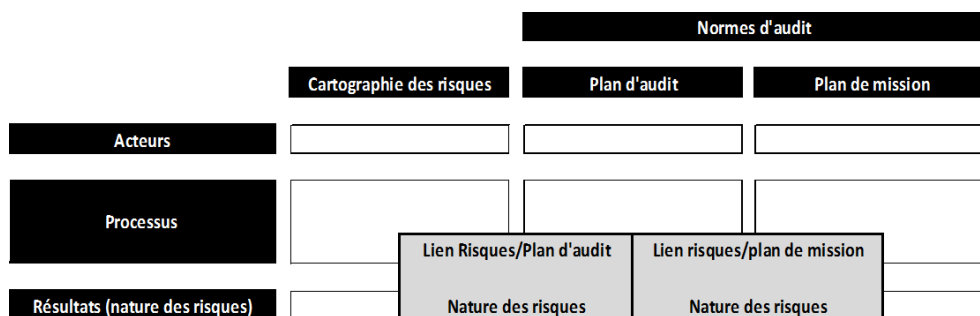 Normes d'audit
Cartographie des risques
Plan d'audit
Plan de mission
Acteurs
Processus
Lien Risques/Plan d'audit
Lien risques/plan de mission
Résultats (nature des risques)
Nature des risques
Nature des risques